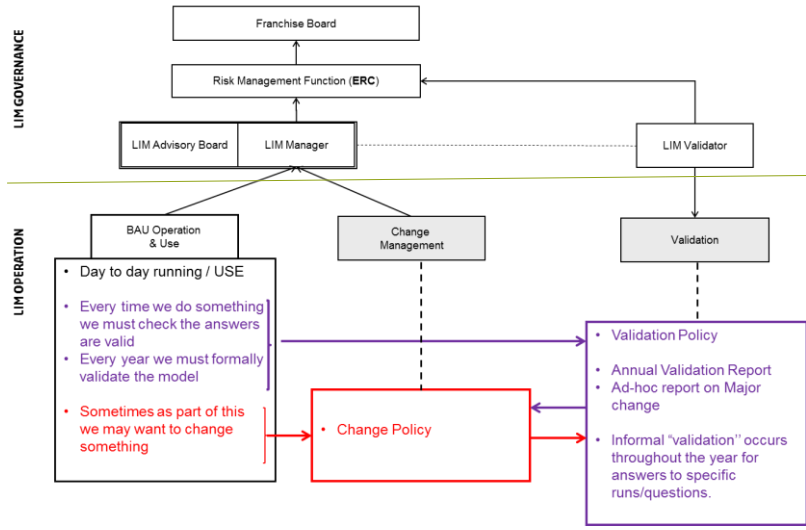 LIM GOVERNANCE
Franchise Board
Risk Management Function (ERC)
LIM Advisory Board
LIM Manager
LIM Validator
LIM OPERATION
BAU Operation
& Use
Change
Management
Validation
• Day to day running / USE
• Every time we do something
we must check the answers
are valid
• Every year we must formally
validate the model
• Sometimes as part of this
we may want to change
something
• Change Policy
• Validation Policy
• Annual Validation Report
• Ad-hoc report on Major
change
• Informal “validation” occurs
throughout the year for
answers to specific
runs/questions.